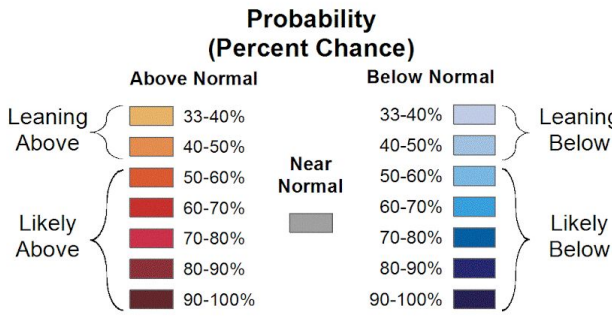 Probability
(Percent Chance)
Above Normal
Below Normal
Leaning
Above
33-40%
40-50%
Likely
Above
50-60%
60-70%
70-80%
80-90%
90-100%
Near
Normal
33-40%
40-50%
Leaning
Below
50-60%
60-70%
70-80%
80-90%
90-100%
Likely
Below